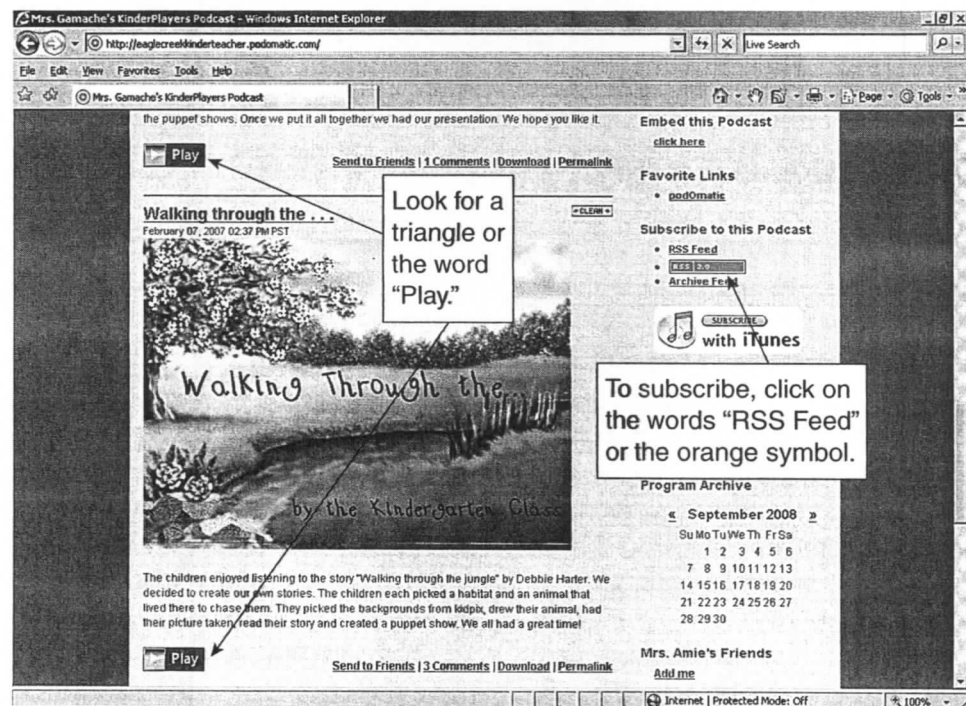 Mrs. Gamache's KinderPlayers Podcast - Windows Internet Explorer
http://eaglecreekkinderteacher.podomatic.com/
Live Search
File Edit View Favorites Tools Help
Mrs. Gamache's KinderPlayers Podcast
Page
Tools
the puppet shows. Once we put it all together we had our presentation. We hope you like it.
Play
Send to Friends | 1 Comments | Download | Permalink
Look for a
triangle or
the word
"Play."
Walking through the . . .
CLEAN
February 07, 2007 02:37 PM PST
Walking Through the...
by the Kindergarten Class
The children enjoyed listening to the story "Walking through the jungle" by Debbie Harter. We
decided to create our own stories. The children each picked a habitat and an animal that
lived there to chase them. They picked the backgrounds from kidpix, drew their animal, had
their picture taken, read their story and created a puppet show. We all had a great time!
Play
Send to Friends | 3 Comments | Download | Permalink
Embed this Podcast
click here
Favorite Links
podOmatic
Subscribe to this Podcast
RSS Feed
RSS 2.0
Archive Feed
SUBSCRIBE
with iTunes
To subscribe, click on
the words "RSS Feed"
or the orange symbol.
Program Archive
« September 2008 »
Su Mo Tu We Th Fr Sa
1 2 3 4 5 6
7 8 9 10 11 12 13
14 15 16 17 18 19 20
21 22 23 24 25 26 27
28 29 30
Mrs. Amie's Friends
Add me
Internet | Protected Mode: Off
100%